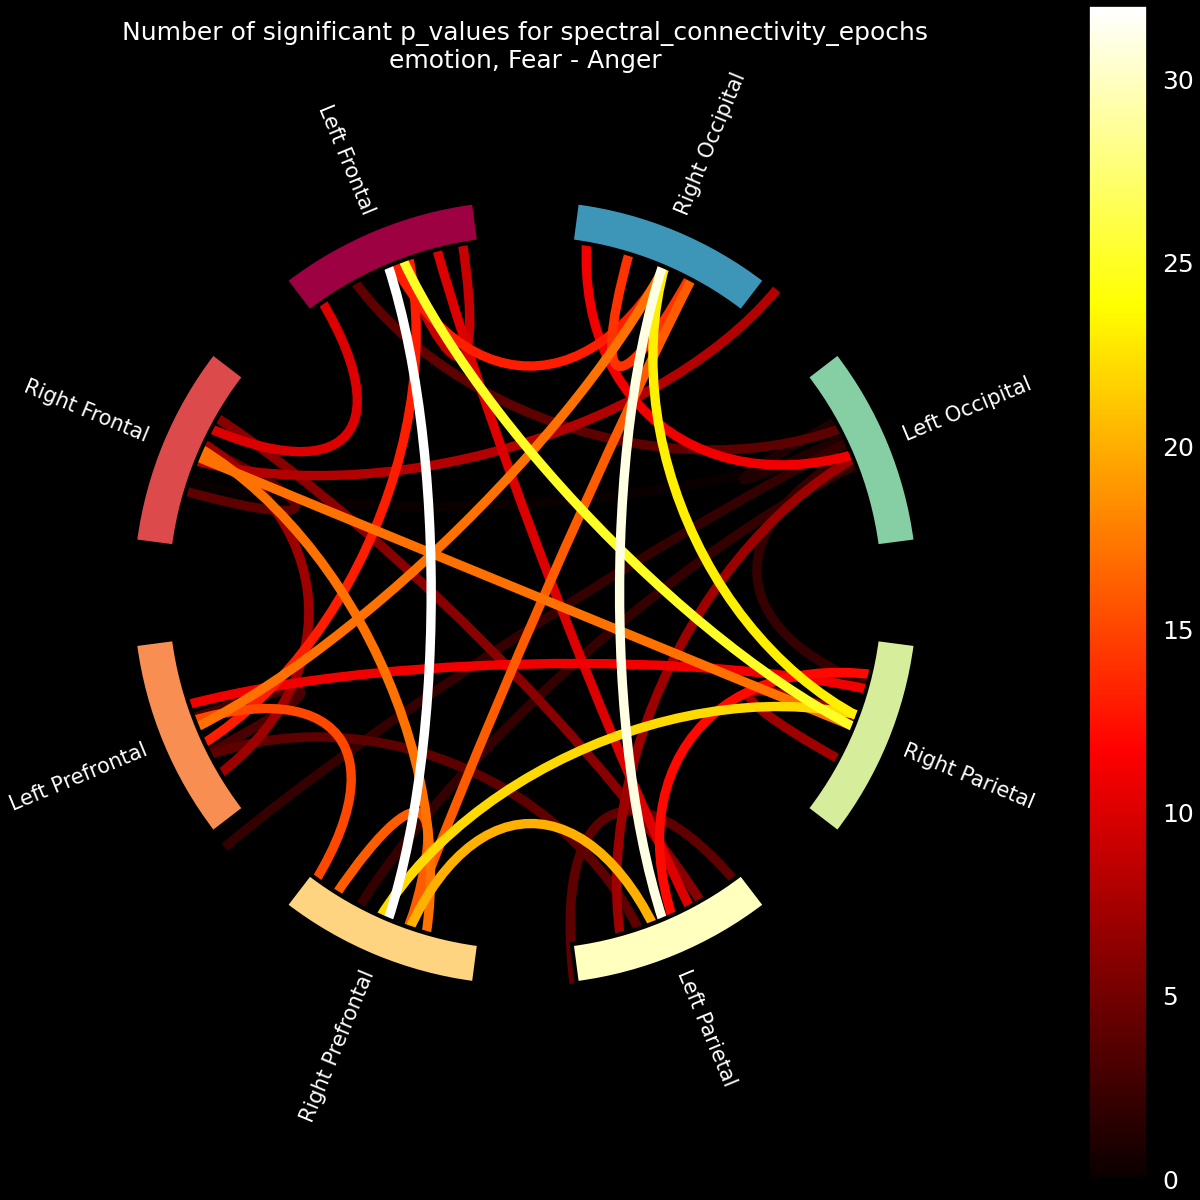 Number of significant p_values for spectral_connectivity_epochs
emotion, Fear - Anger
Left Frontal
Right Occipital
Right Frontal
Left Occipital
Left Prefrontal
Right Parietal
Right Prefrontal
Left Parietal
30
25
20
15
10
5
0